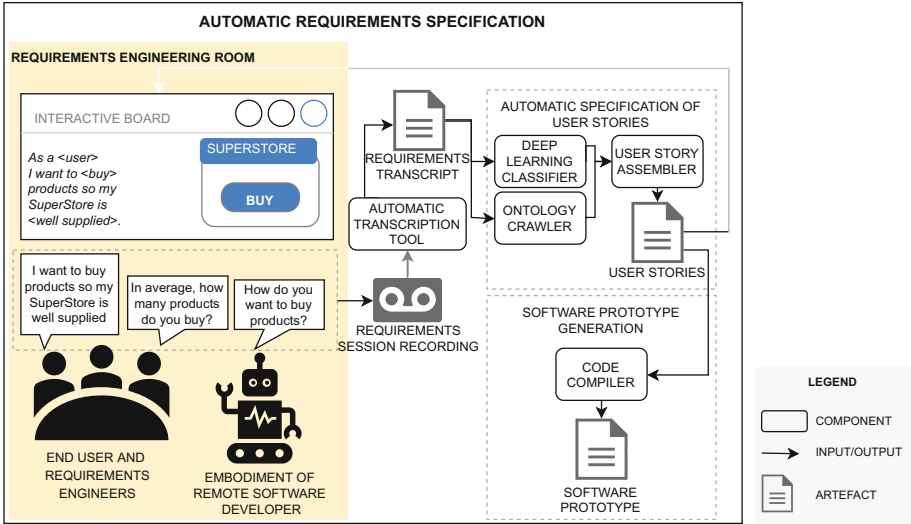 AUTOMATIC REQUIREMENTS SPECIFICATION
REQUIREMENTS ENGINEERING ROOM
INTERACTIVE BOARD
As a <user>
I want to <buy>
products so my
SuperStore is
<well supplied>.
SUPERSTORE
BUY
I want to buy
products so my
SuperStore is
well supplied
In average, how
many products
do you buy?
How do you
want to buy
products?
END USER AND
REQUIREMENTS
ENGINEERS
EMBODIMENT OF
REMOTE SOFTWARE
DEVELOPER
REQUIREMENTS
TRANSCRIPT
AUTOMATIC
TRANSCRIPTION
TOOL
REQUIREMENTS
SESSION RECORDING
AUTOMATIC SPECIFICATION OF
USER STORIES
DEEP
LEARNING
CLASSIFIER
ONTOLOGY
CRAWLER
USER STORY
ASSEMBLER
USER STORIES
SOFTWARE PROTOTYPE
GENERATION
CODE
COMPILER
SOFTWARE
PROTOTYPE
LEGEND
COMPONENT
INPUT/OUTPUT
ARTEFACT